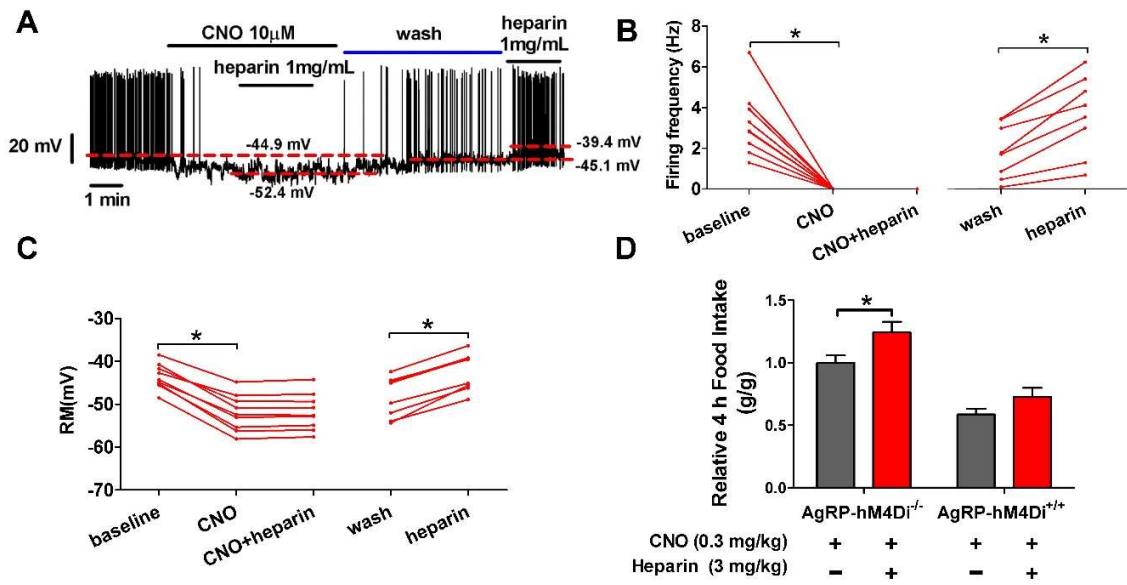 A
CNO 10μM
wash
heparin
1mg/mL
heparin 1mg/mL
20 mV
-44.9 mV
-52.4 mV
-39.4 mV
-45.1 mV
1 min
B
Firing frequency (Hz)
8
6
4
2
0
*
*
baseline
CNO
CNO+heparin
wash
heparin
C
RM(mV)
-30
-40
-50
-60
-70
*
*
baseline
CNO
CNO+heparin
wash
heparin
D
Relative 4 h Food Intake
(g/g)
1.5
1.0
0.5
0.0
*
AgRP-hM4Di-/- AgRP-hM4Di+/+
CNO (0.3 mg/kg) + + + +
Heparin (3 mg/kg) − + − +